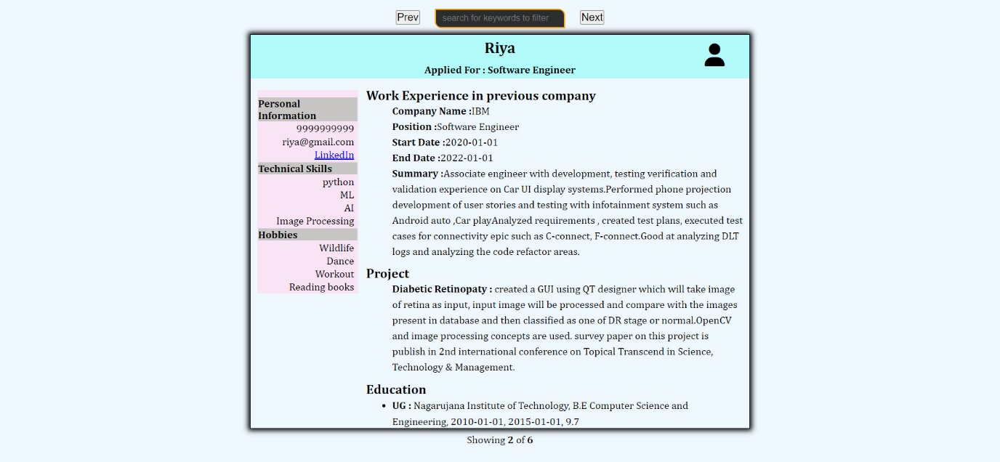 Prev
search for keywords to filter
Next
Riya
Applied For : Software Engineer
Personal
Information
9999999999
riya@gmail.com
LinkedIn
Technical Skills
python
ML
AI
Image Processing
Hobbies
Wildlife
Dance
Workout
Reading books
Work Experience in previous company
Company Name :IBM
Position :Software Engineer
Start Date :2020-01-01
End Date :2022-01-01
Summary :Associate engineer with development, testing verification and
validation experience on Car UI display systems.Performed phone projection
development of user stories and testing with infotainment system such as
Android auto ,Car playAnalyzed requirements , created test plans, executed test
cases for connectivity epic such as C-connect, F-connect.Good at analyzing DLT
logs and analyzing the code refactor areas.
Project
Diabetic Retinopaty : created a GUI using QT designer which will take image
of retina as input, input image will be processed and compare with the images
present in database and then classified as one of DR stage or normal.OpenCV
and image processing concepts are used. survey paper on this project is
publish in 2nd international conference on Topical Transcend in Science,
Technology & Management.
Education
• UG : Nagarujana Institute of Technology, B.E Computer Science and
Engineering, 2010-01-01, 2015-01-01, 9.7
Showing 2 of 6